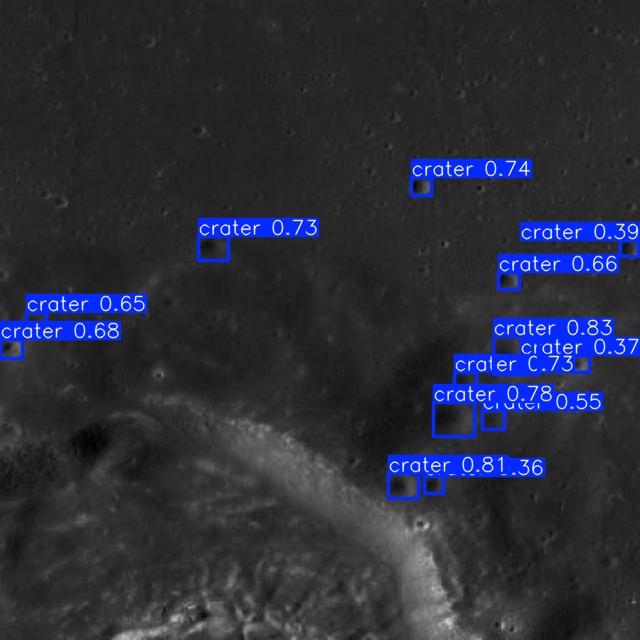 crater 0.74
crater 0.73
crater 0.39
crater 0.66
crater 0.65
crater 0.68
crater 0.83
0.37
crater 0.73
crater 0.78
0.55
crater 0.81
.36